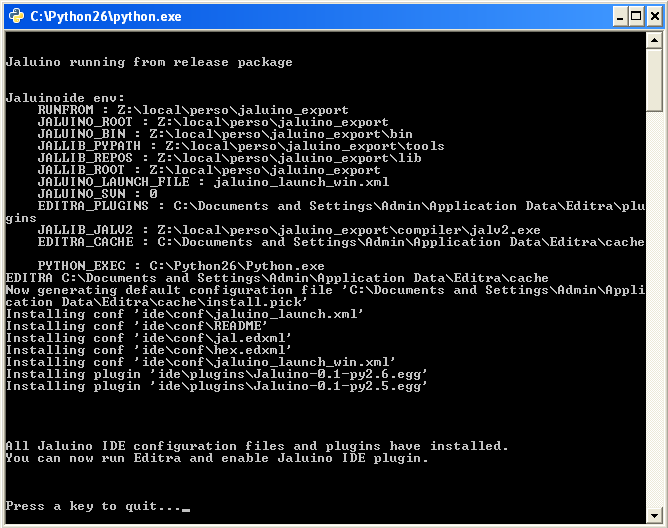 C:\Python26\python.exe
Jaluino running from release package
Jaluinoide env:
    RUNFROM : Z:\local\perso\jaluino_export
    JALUINO_ROOT : Z:\local\perso\jaluino_export
    JALUINO_BIN : Z:\local\perso\jaluino_export\bin
    JALLIB_PYPATH : Z:\local\perso\jaluino_export\tools
    JALLIB_REPOS : Z:\local\perso\jaluino_export\lib
    JALLIB_ROOT : Z:\local\perso\jaluino_export
    JALUINO_LAUNCH_FILE : jaluino_launch_win.xml
    JALUINO_SVN : 0
    EDITRA_PLUGINS : C:\Documents and Settings\Admin\Application Data\Editra\plu
gins
    JALLIB_JALV2 : Z:\local\perso\jaluino_export\compiler\jalv2.exe
    EDITRA_CACHE : C:\Documents and Settings\Admin\Application Data\Editra\cache
    PYTHON_EXEC : C:\Python26\Python.exe
EDITRA C:\Documents and Settings\Admin\Application Data\Editra\cache
Now generating default configuration file 'C:\Documents and Settings\Admin\Appli
cation Data\Editra\cache\install.pick'
Installing conf 'ide\conf\jaluino_launch.xml'
Installing conf 'ide\conf\README'
Installing conf 'ide\conf\jal.edxml'
Installing conf 'ide\conf\hex.edxml'
Installing conf 'ide\conf\jaluino_launch_win.xml'
Installing plugin 'ide\plugins\Jaluino-0.1-py2.6.egg'
Installing plugin 'ide\plugins\Jaluino-0.1-py2.5.egg'
All Jaluino IDE configuration files and plugins have installed.
You can now run Editra and enable Jaluino IDE plugin.
Press a key to quit..._